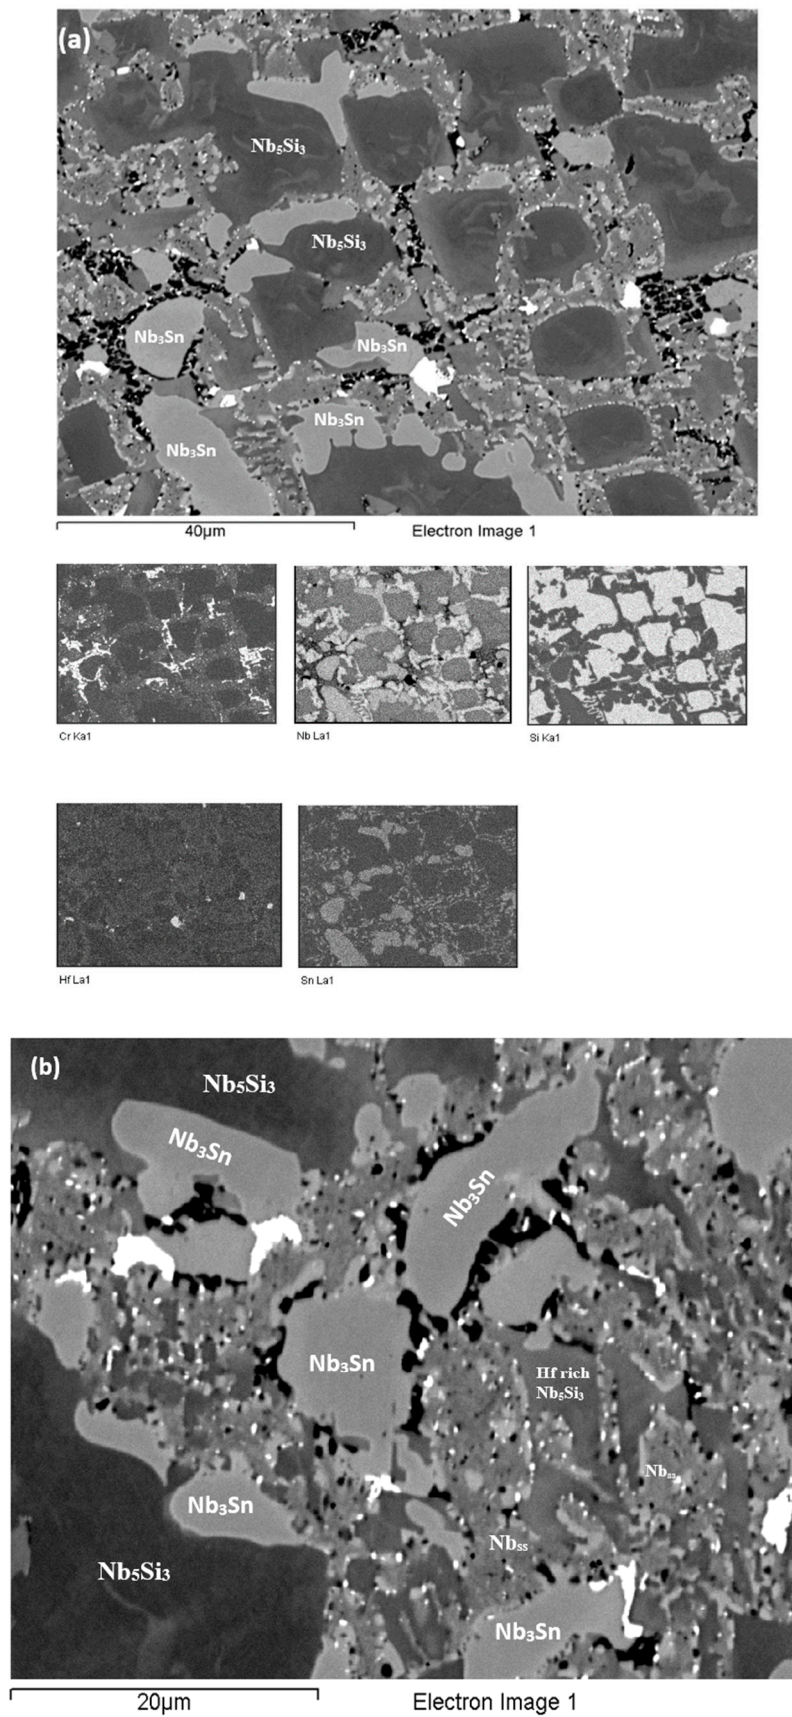 (a)
Nb₅Si₃
Nb₅Si₃
Nb₃Sn
Nb₃Sn
Nb₃Sn
Nb₃Sn
40µm
Electron Image 1
Cr Ka1
Nb La1
Si Ka1
Hf La1
Sn La1
(b)
Nb₅Si₃
Nb₃Sn
Nb₃Sn
Nb₃Sn
Hf rich
Nb₅Si₃
Nbss
Nb₃Sn
Nbss
Nb₅Si₃
Nb₃Sn
20µm
Electron Image 1